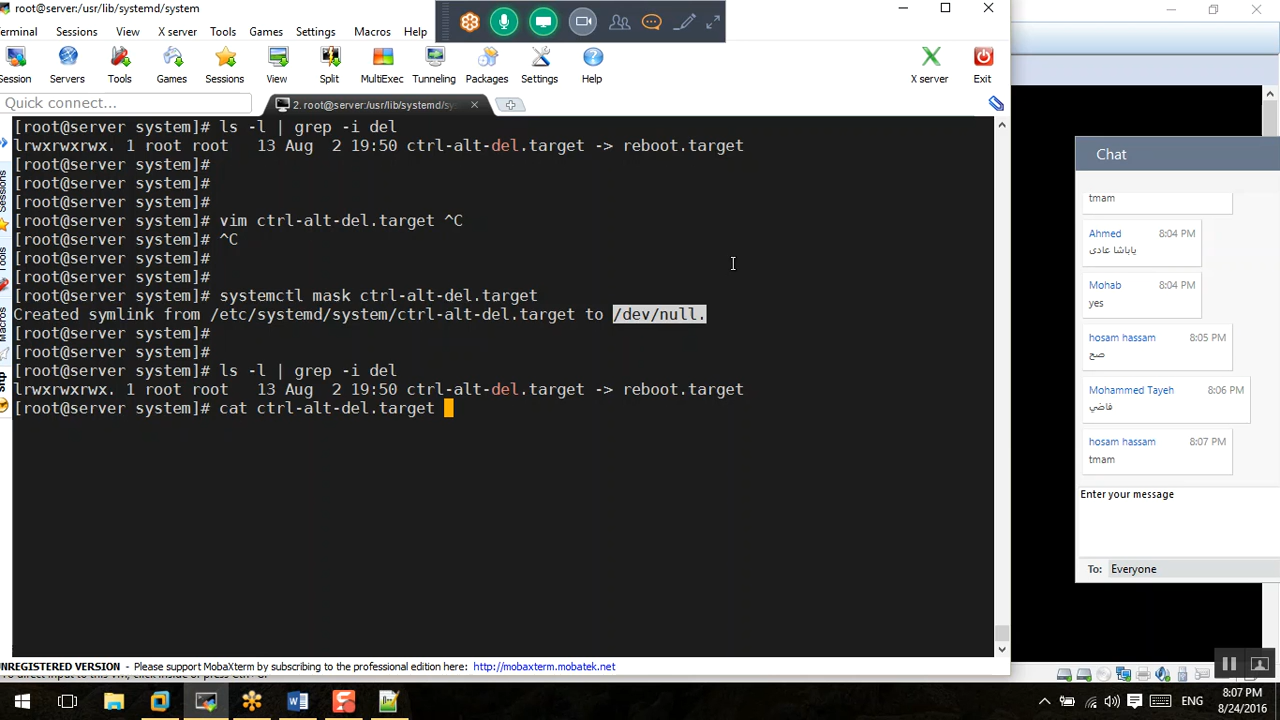 root@server:/usr/lib/systemd/system
Terminal Sessions View X server Tools Games Settings Macros Help
Session Servers Tools Games Sessions View Split MultiExec Tunneling Packages Settings Help X server Exit
Quick connect...
2. root@server:/usr/lib/systemd/sy
[root@server system]# ls -l | grep -i del
lrwxrwxrwx. 1 root root   13 Aug  2 19:50 ctrl-alt-del.target -> reboot.target
[root@server system]#
[root@server system]#
[root@server system]#
[root@server system]# vim ctrl-alt-del.target ^C
[root@server system]# ^C
[root@server system]#
[root@server system]#
[root@server system]# systemctl mask ctrl-alt-del.target
Created symlink from /etc/systemd/system/ctrl-alt-del.target to /dev/null.
[root@server system]#
[root@server system]#
[root@server system]# ls -l | grep -i del
lrwxrwxrwx. 1 root root   13 Aug  2 19:50 ctrl-alt-del.target -> reboot.target
[root@server system]# cat ctrl-alt-del.target
Sessions
Tools
Macros
Sftp
UNREGISTERED VERSION - Please support MobaXterm by subscribing to the professional edition here: http://mobaxterm.mobatek.net
Chat
tmam
Ahmed 8:04 PM
ياباشا عادى
Mohab 8:05 PM
yes
hosam hassam 8:05 PM
صح
Mohammed Tayeh 8:06 PM
فاضي
hosam hassam 8:07 PM
tmam
Enter your message
To: Everyone
ENG
8:07 PM
8/24/2016